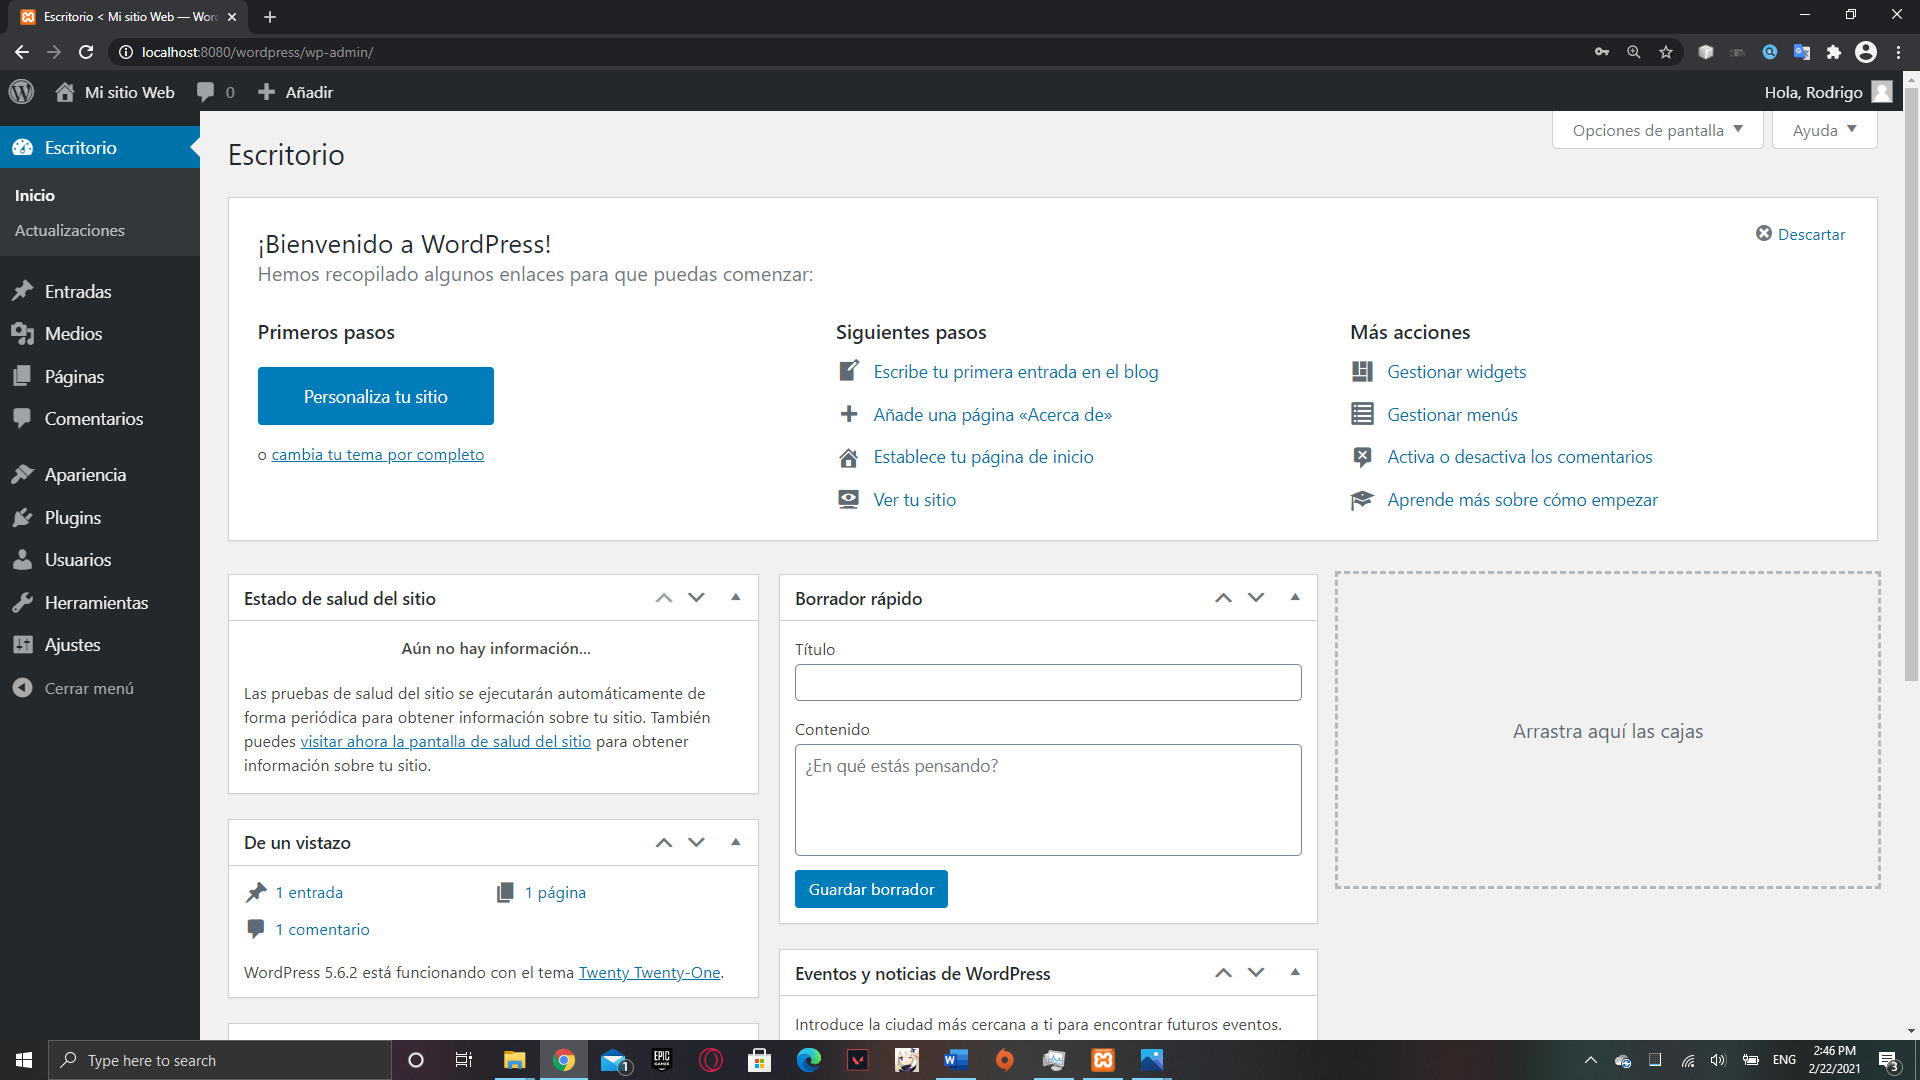 Escritorio < Mi sitio Web — Wor
localhost:8080/wordpress/wp-admin/
Mi sitio Web
0
Añadir
Hola, Rodrigo
Escritorio
Inicio
Actualizaciones
Entradas
Medios
Páginas
Comentarios
Apariencia
Plugins
Usuarios
Herramientas
Ajustes
Cerrar menú
Opciones de pantalla
Ayuda
Escritorio
¡Bienvenido a WordPress!
Descartar
Hemos recopilado algunos enlaces para que puedas comenzar:
Primeros pasos
Personaliza tu sitio
o cambia tu tema por completo
Siguientes pasos
Escribe tu primera entrada en el blog
Añade una página «Acerca de»
Establece tu página de inicio
Ver tu sitio
Más acciones
Gestionar widgets
Gestionar menús
Activa o desactiva los comentarios
Aprende más sobre cómo empezar
Estado de salud del sitio
Aún no hay información...
Las pruebas de salud del sitio se ejecutarán automáticamente de
forma periódica para obtener información sobre tu sitio. También
puedes visitar ahora la pantalla de salud del sitio para obtener
información sobre tu sitio.
De un vistazo
1 entrada
1 página
1 comentario
WordPress 5.6.2 está funcionando con el tema Twenty Twenty-One.
Borrador rápido
Título
Contenido
¿En qué estás pensando?
Guardar borrador
Eventos y noticias de WordPress
Introduce la ciudad más cercana a ti para encontrar futuros eventos.
Arrastra aquí las cajas
Type here to search
1
EPIC
GAMES
W
ENG
2:46 PM
2/22/2021
3